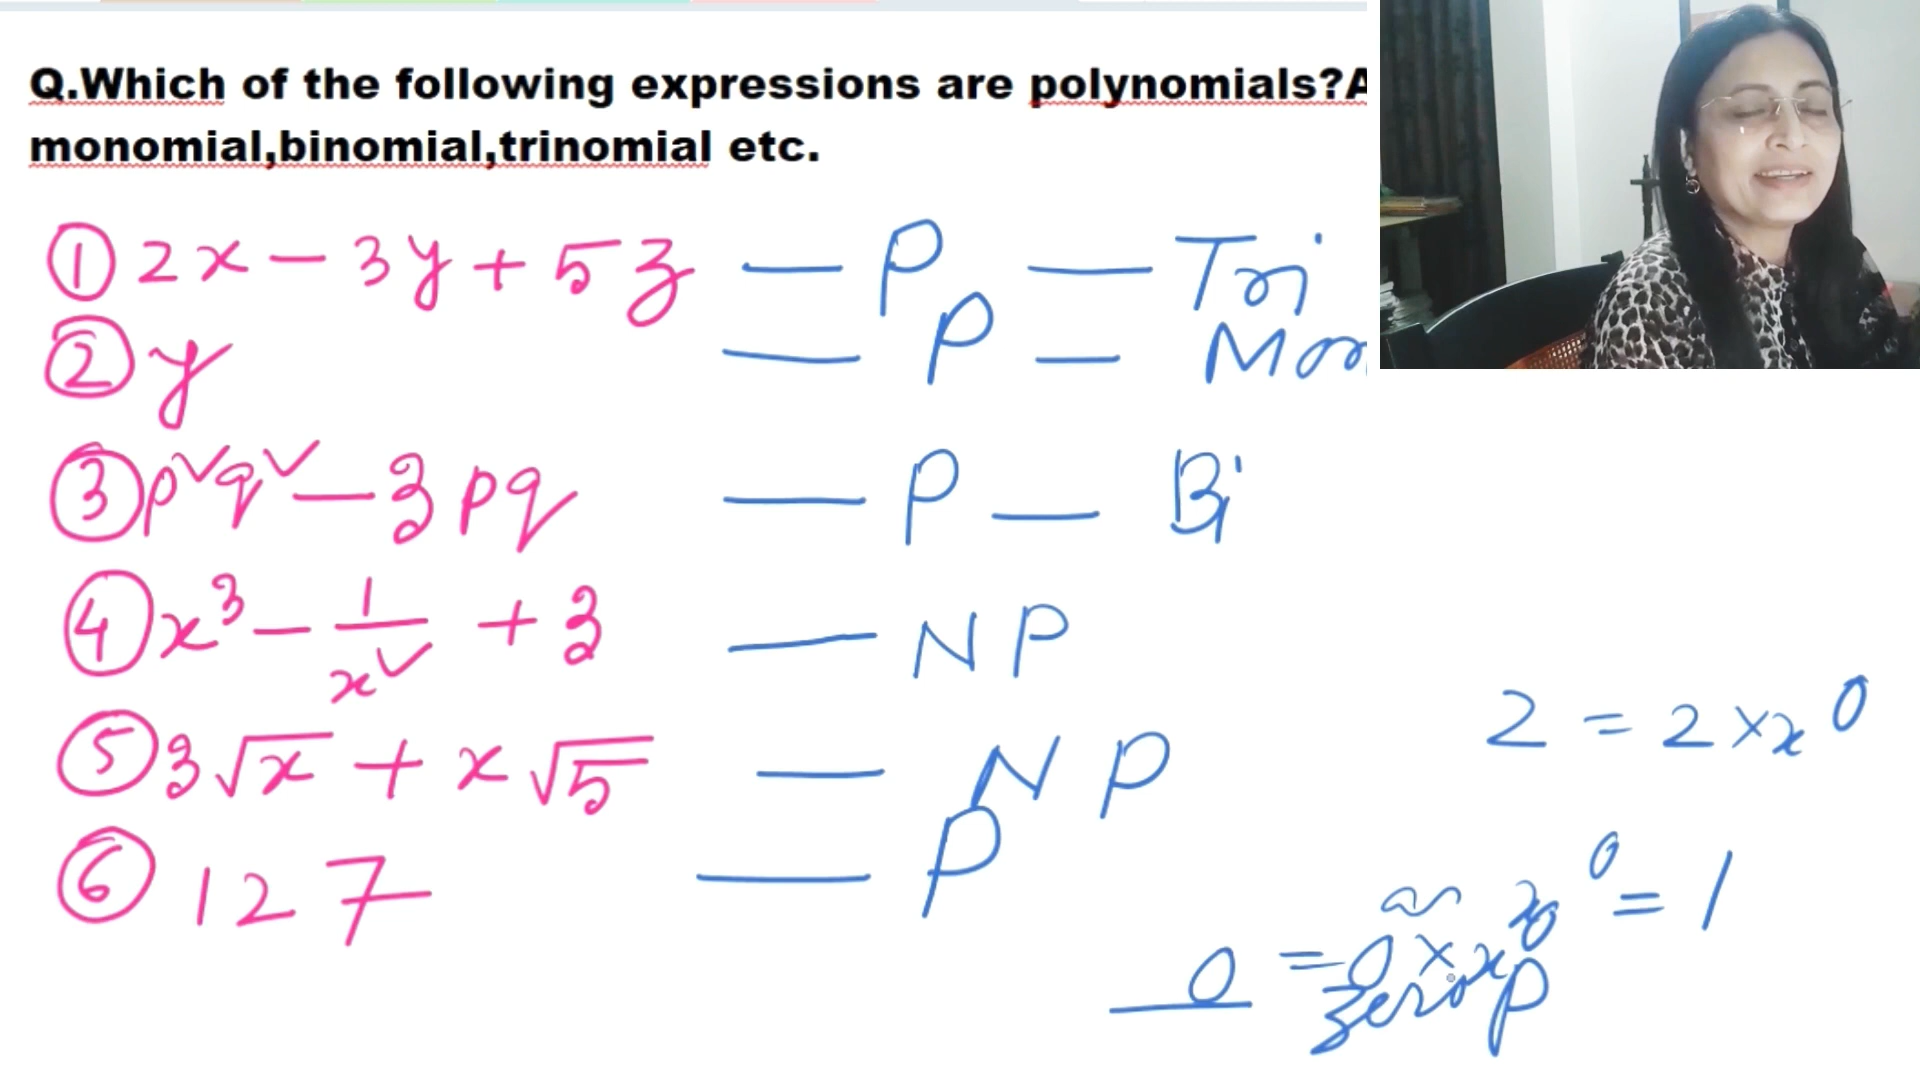 Q.Which of the following expressions are polynomials?A
monomial,binomial,trinomial etc.
① 2x − 3y + 5z — P — Tri
② y — P — Mon
③ p²q² − 3pq — P — Bi
④ x³ − 1/x² + 3 — NP
⑤ 3√x + x√5 — NP
⑥ 127 — P
2 = 2 × x⁰
as x⁰ = 1
0 = 0 × x
zero P